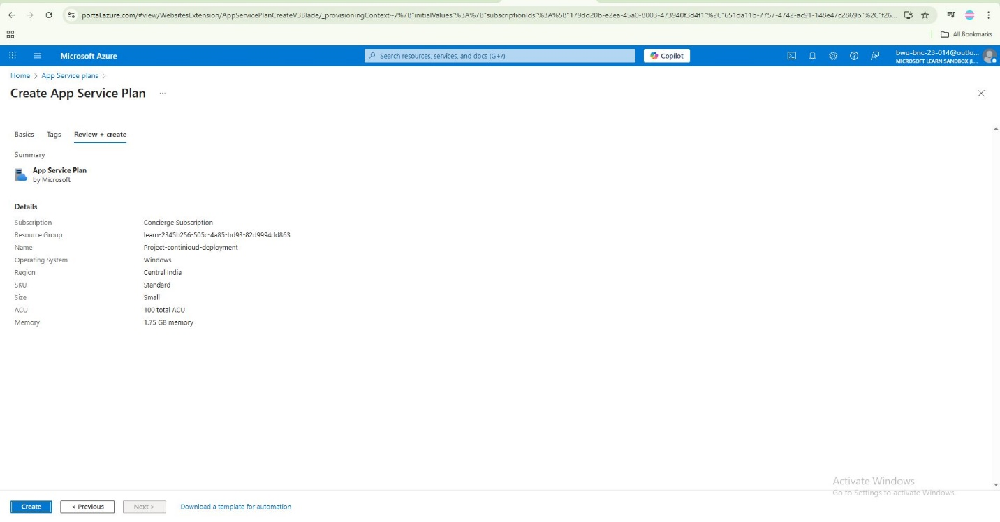 portal.azure.com/#view/WebsitesExtension/AppServicePlanCreateV3Blade/_provisioningContext~/%7B"initialValues"%3A%7B"subscriptionIds"%3A%5B"179dd20b-e2ea-45a0-8003-473940f3d4f1"%2C"651da11b-7757-4742-ac91-148e47c2869b"%2C"f26...
All Bookmarks
Microsoft Azure
Search resources, services, and docs (G+/)
Copilot
bwu-bnc-23-014@outlo...
MICROSOFT LEARN SANDBOX (L...
Home > App Service plans >
Create App Service Plan ...
Basics Tags Review + create
Summary
App Service Plan
by Microsoft
Details
Subscription Concierge Subscription
Resource Group learn-2345b256-505c-4a85-bd93-82d9994dd863
Name Project-continioud-deployment
Operating System Windows
Region Central India
SKU Standard
Size Small
ACU 100 total ACU
Memory 1.75 GB memory
Activate Windows
Go to Settings to activate Windows.
Create < Previous Next > Download a template for automation